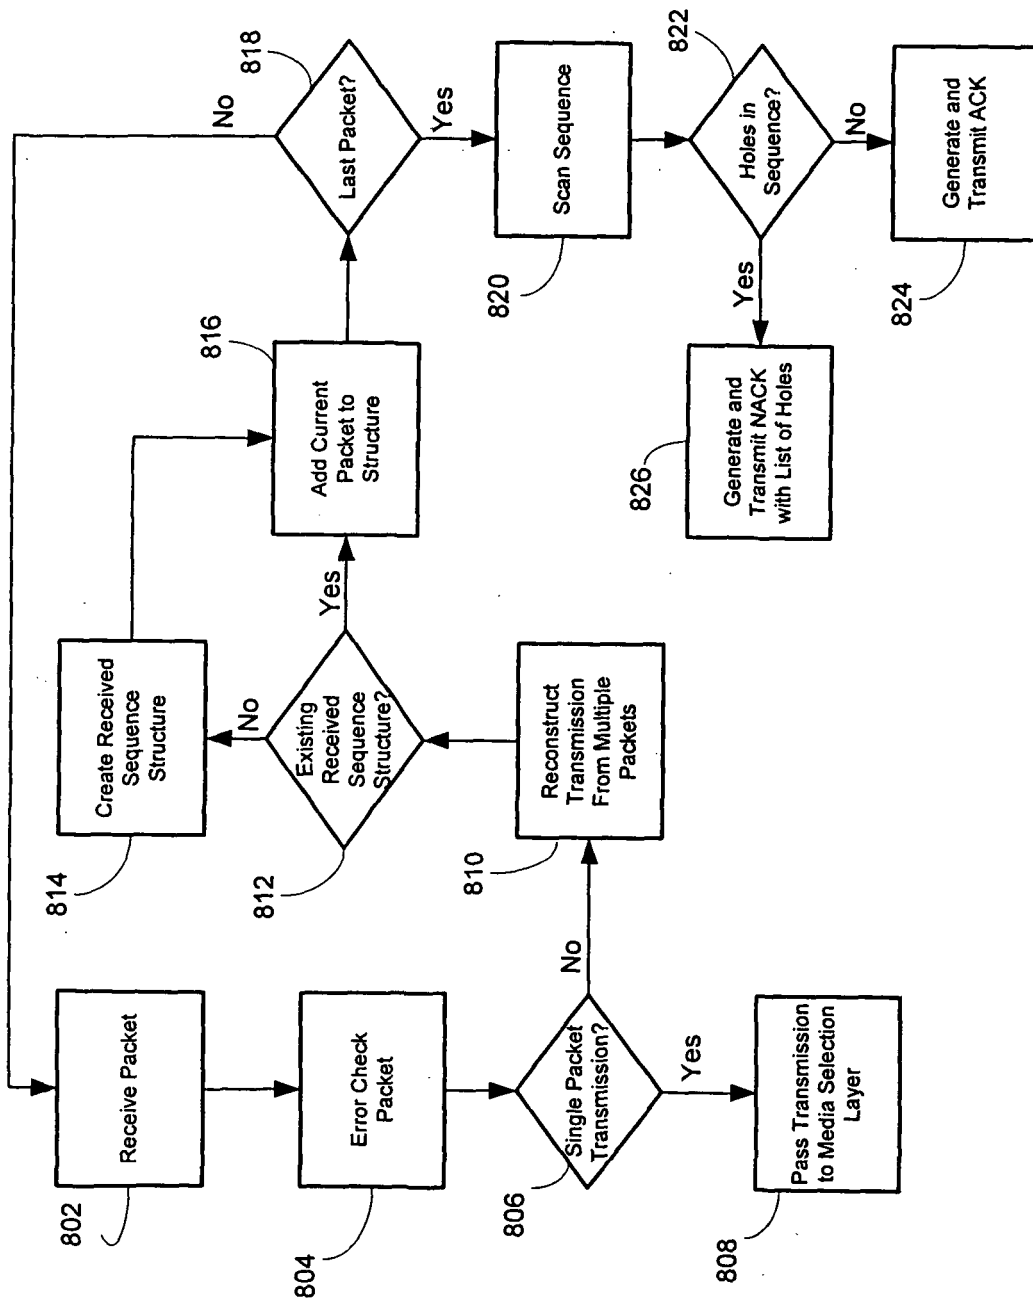 802
Receive Packet
804
Error Check
Packet
806
Single Packet
Transmission?
No
Yes
808
Pass Transmission
to Media Selection
Layer
810
Reconstruct
Transmission
From Multiple
Packets
812
Existing
Received
Sequence
Structure?
No
Yes
814
Create Received
Sequence
Structure
816
Add Current
Packet to
Structure
818
Last Packet?
No
Yes
820
Scan Sequence
822
Holes in
Sequence?
Yes
No
824
Generate and
Transmit ACK
826
Generate and
Transmit NACK
with List of Holes